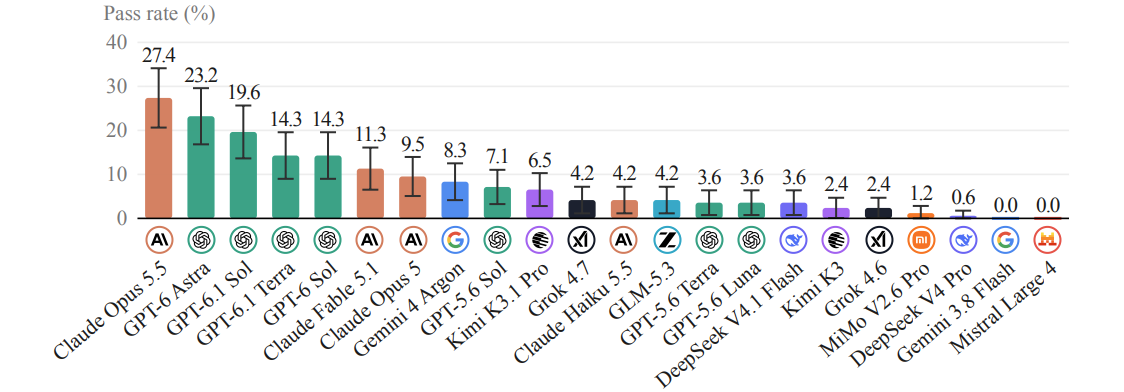 Pass rate (%)
40
30
20
10
0
27.4
23.2
19.6
14.3
14.3
11.3
9.5
8.3
7.1
6.5
4.2
4.2
4.2
3.6
3.6
3.6
2.4
2.4
1.2
0.6
0.0
0.0
Claude Opus 5.5
GPT-6 Astra
GPT-6.1 Sol
GPT-6.1 Terra
GPT-6 Sol
Claude Fable 5.1
Claude Opus 5
Gemini 4 Argon
GPT-5.6 Sol
Kimi K3.1 Pro
Grok 4.7
Claude Haiku 5.5
GLM-5.3
GPT-5.6 Terra
GPT-5.6 Luna
DeepSeek V4.1 Flash
Kimi K3
Grok 4.6
MiMo V2.6 Pro
DeepSeek V4 Pro
Gemini 3.8 Flash
Mistral Large 4